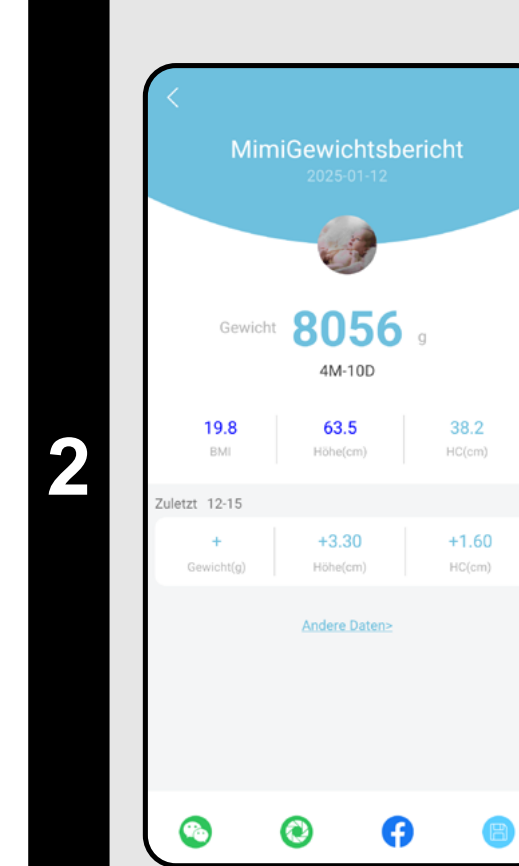 2
MimiGewichtsbericht
2025-01-12
Gewicht 8056 g
4M-10D
19.8 63.5 38.2
BMI Höhe(cm) HC(cm)
Zuletzt 12-15
+ +3.30 +1.60
Gewicht(g) Höhe(cm) HC(cm)
Andere Daten>